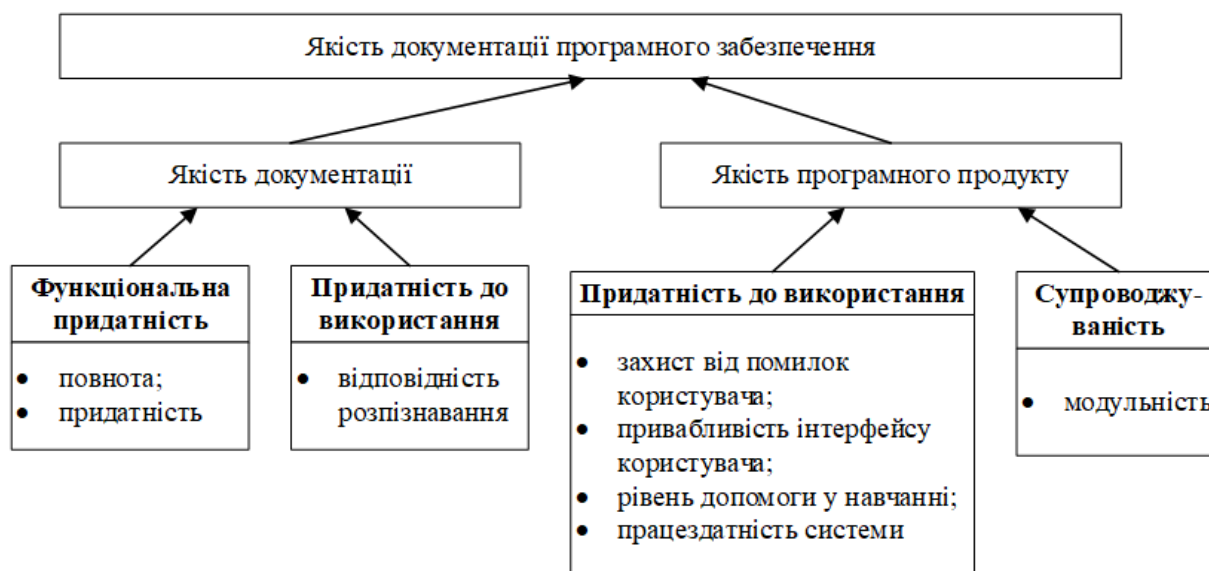 Якість документації програмного забезпечення
Якість документації
Якість програмного продукту
Функціональна
придатність
• повнота;
• придатність
Придатність до
використання
• відповідність
розпізнавання
Придатність до використання
• захист від помилок
користувача;
• привабливість інтерфейсу
користувача;
• рівень допомоги у навчанні;
• працездатність системи
Супроводжу-
ваність
• модульність